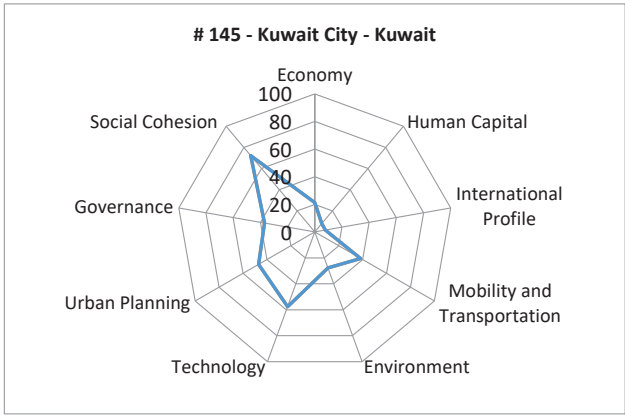 # 145 - Kuwait City - Kuwait
Economy
100
80
60
40
20
0
Human Capital
International
Profile
Mobility and
Transportation
Environment
Technology
Urban Planning
Governance
Social Cohesion